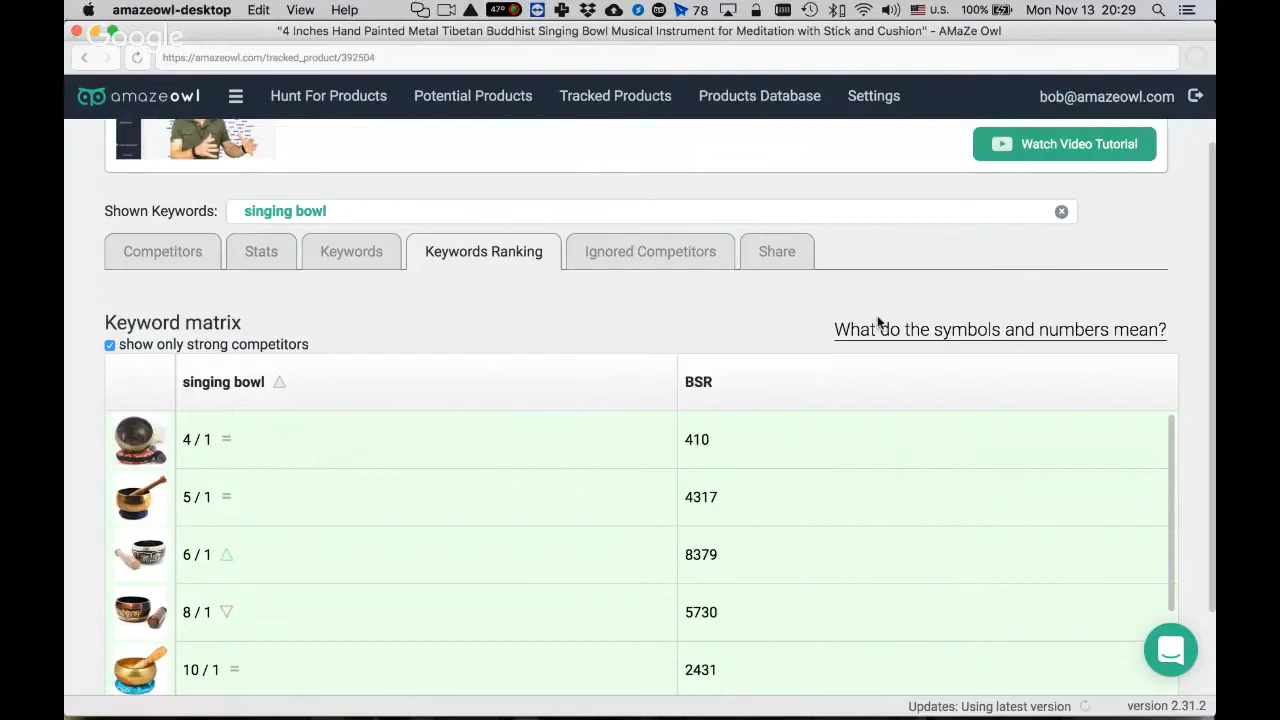 amazeowl-desktop Edit View Help 47° 78 U.S. 100% Mon Nov 13 20:29
Google
"4 Inches Hand Painted Metal Tibetan Buddhist Singing Bowl Musical Instrument for Meditation with Stick and Cushion" - AMaZe Owl
https://amazeowl.com/tracked_product/392504
amazeowl Hunt For Products Potential Products Tracked Products Products Database Settings bob@amazeowl.com
Watch Video Tutorial
Shown Keywords: singing bowl
Competitors Stats Keywords Keywords Ranking Ignored Competitors Share
Keyword matrix
What do the symbols and numbers mean?
show only strong competitors
singing bowl △ BSR
4 / 1 = 410
5 / 1 = 4317
6 / 1 △ 8379
8 / 1 ▽ 5730
10 / 1 = 2431
Updates: Using latest version version 2.31.2